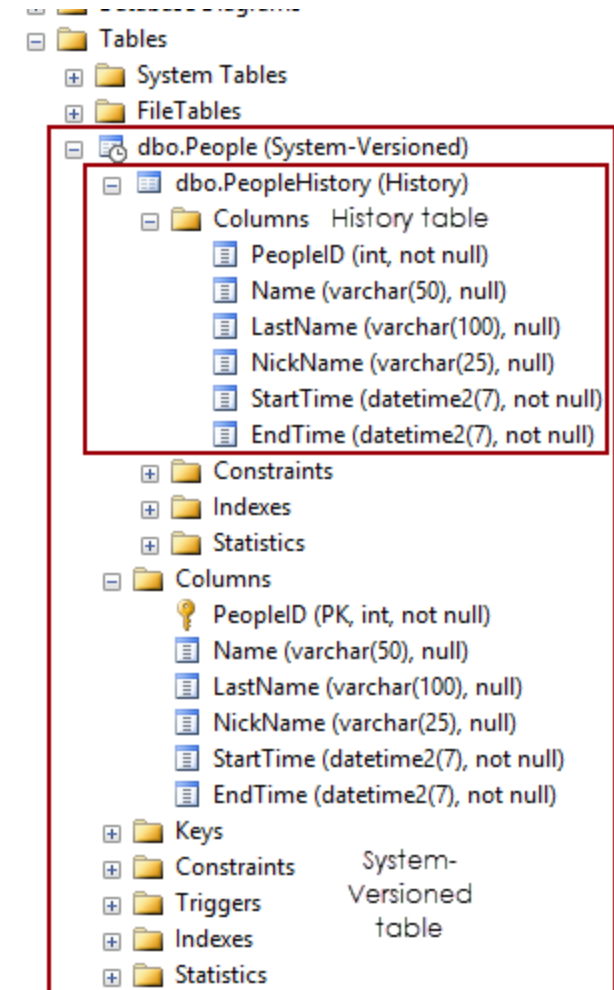 Database Diagrams
Tables
System Tables
FileTables
dbo.People (System-Versioned)
dbo.PeopleHistory (History)
Columns History table
PeopleID (int, not null)
Name (varchar(50), null)
LastName (varchar(100), null)
NickName (varchar(25), null)
StartTime (datetime2(7), not null)
EndTime (datetime2(7), not null)
Constraints
Indexes
Statistics
Columns
PeopleID (PK, int, not null)
Name (varchar(50), null)
LastName (varchar(100), null)
NickName (varchar(25), null)
StartTime (datetime2(7), not null)
EndTime (datetime2(7), not null)
Keys
Constraints
Triggers
Indexes
Statistics
System-
Versioned
table